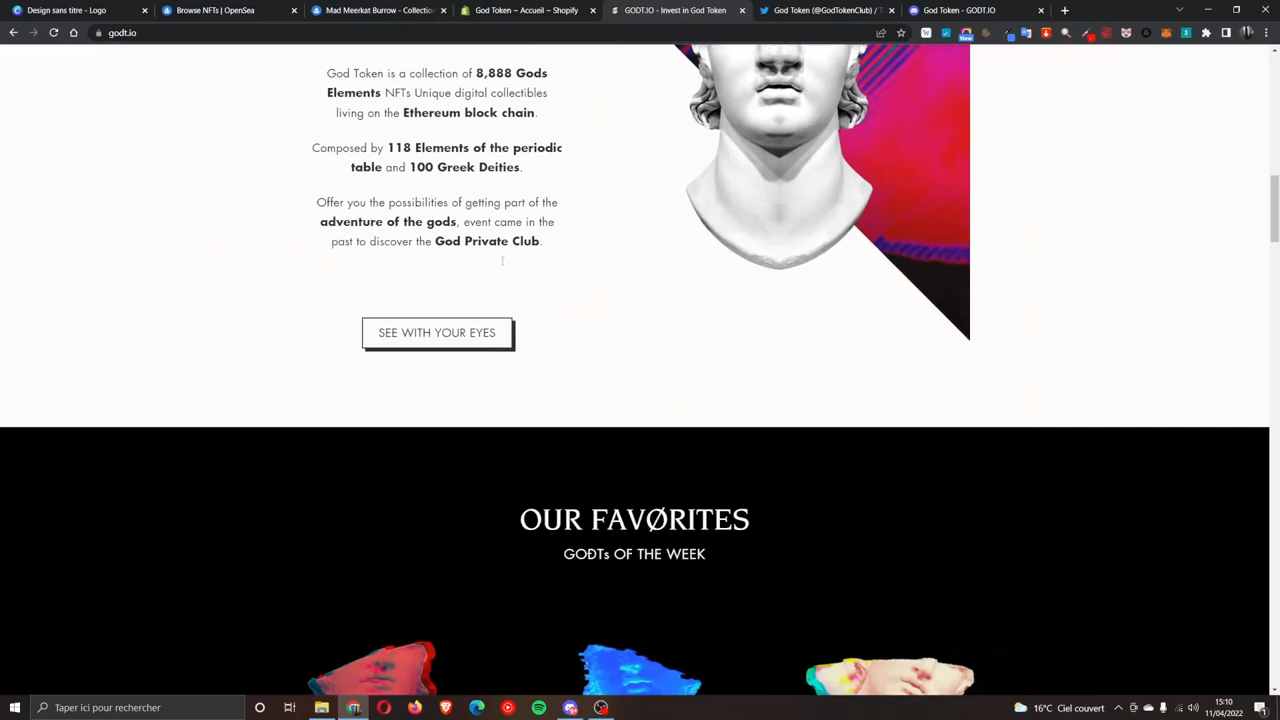 Design sans titre - Logo
Browse NFTs | OpenSea
Mad Meerkat Burrow - Collection
God Token ~ Accueil ~ Shopify
GODT.IO - Invest in God Token
God Token (@GodTokenClub) / T
God Token - GODT.IO
godt.io
New
God Token is a collection of 8,888 Gods
Elements NFTs Unique digital collectibles
living on the Ethereum block chain.
Composed by 118 Elements of the periodic
table and 100 Greek Deities.
Offer you the possibilities of getting part of the
adventure of the gods, event came in the
past to discover the God Private Club.
SEE WITH YOUR EYES
OUR FAVØRITES
GOÐTs OF THE WEEK
Taper ici pour rechercher
16°C Ciel couvert
15:10
11/04/2022